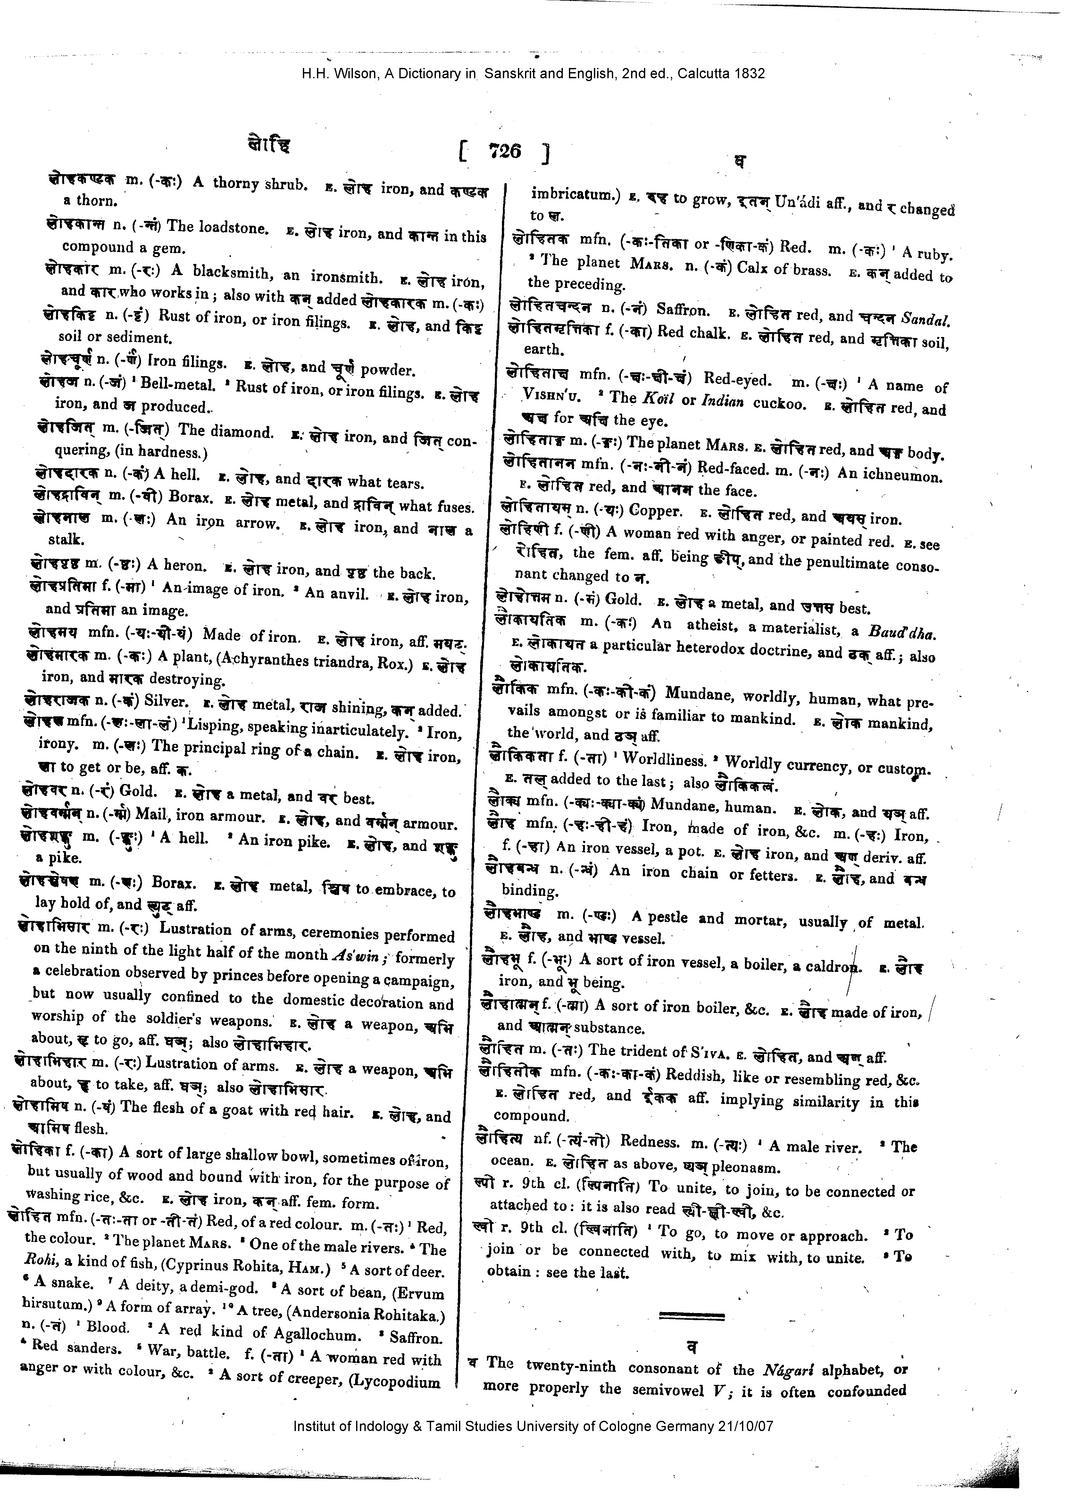 H.H. Wilson, A Dictionary in Sanskrit and English, 2nd ed., Calcutta 1832
लोहि
[ 726 ]
व
लोहकण्टक m. (-कः) A thorny shrub. E. लोह iron, and कण्टक
a thorn.
लोहकान्त n. (-न्तं) The loadstone. E. लोह iron, and कान्त in this
compound a gem.
लोहकार m. (-रः) A blacksmith, an ironsmith. E. लोह iron,
and कार who works in; also with कन् added लोहकारक m. (-कः)
लोहकिट्ट n. (-ट्टं) Rust of iron, or iron filings. E. लोह, and किट्ट
soil or sediment.
लोहचूर्ण n. (-र्णं) Iron filings. E. लोह, and चूर्ण powder.
लोहज n. (-जं) ¹ Bell-metal. ² Rust of iron, or iron filings. E. लोह
iron, and ज produced.
लोहजित् m. (-जित्) The diamond. E. लोह iron, and जित् con-
quering, (in hardness.)
लोहदारक n. (-कं) A hell. E. लोह, and दारक what tears.
लोहद्राविन् m. (-वी) Borax. E. लोह metal, and द्राविन् what fuses.
लोहनाल m. (-लः) An iron arrow. E. लोह iron, and नाल a
stalk.
लोहपृष्ठ m. (-ष्ठः) A heron. E. लोह iron, and पृष्ठ the back.
लोहप्रतिमा f. (-मा) ¹ An image of iron. ² An anvil. E. लोह iron,
and प्रतिमा an image.
लोहमय mfn. (-यः-यी-यं) Made of iron. E. लोह iron, aff. मयट्.
लोहमारक m. (-कः) A plant, (Achyranthes triandra, Rox.) E. लोह
iron, and मारक destroying.
लोहराजक n. (-कं) Silver. E. लोह metal, राज shining, कन् added.
लोहल mfn. (-लः-ला-लं) ¹ Lisping, speaking inarticulately. ² Iron,
irony. m. (-लः) The principal ring of a chain. E. लोह iron,
ला to get or be, aff. क.
लोहवर n. (-रं) Gold. E. लोह a metal, and वर best.
लोहवर्म्मन् n. (-र्म्म) Mail, iron armour. E. लोह, and वर्म्मन् armour.
लोहशङ्कु m. (-ङ्कुः) ¹ A hell. ² An iron pike. E. लोह, and शङ्कु
a pike.
लोहश्लेषण m. (-णः) Borax. E. लोह metal, श्लिष to embrace, to
lay hold of, and ल्युट् aff.
लोहाभिसार m. (-रः) Lustration of arms, ceremonies performed
on the ninth of the light half of the month As'win; formerly
a celebration observed by princes before opening a campaign,
but now usually confined to the domestic decoration and
worship of the soldier's weapons. E. लोह a weapon, अभि
about, सृ to go, aff. घञ्; also लोहाभिहार.
लोहाभिहार m. (-रः) Lustration of arms. E. लोह a weapon, अभि
about, हृ to take, aff. घञ्; also लोहाभिसार.
लोहामिष n. (-षं) The flesh of a goat with red hair. E. लोह, and
आमिष flesh.
लोहिका f. (-का) A sort of large shallow bowl, sometimes of iron,
but usually of wood and bound with iron, for the purpose of
washing rice, &c. E. लोह iron, कन् aff. fem. form.
लोहित mfn. (-तः-ता or -ती-तं) Red, of a red colour. m. (-तः) ¹ Red,
the colour. ² The planet MARS. ³ One of the male rivers. ⁴ The
Rohi, a kind of fish, (Cyprinus Rohita, HAM.) ⁵ A sort of deer.
⁶ A snake. ⁷ A deity, a demi-god. ⁸ A sort of bean, (Ervum
hirsutum.) ⁹ A form of array. ¹⁰ A tree, (Andersonia Rohitaka.)
n. (-तं) ¹ Blood. ² A red kind of Agallochum. ³ Saffron.
⁴ Red sanders. ⁵ War, battle. f. (-ता) ¹ A woman red with
anger or with colour, &c. ² A sort of creeper, (Lycopodium
imbricatum.) E. रुह to grow, इतन् Un'ádi aff., and र changed
to ल.
लोहितक mfn. (-कः-तिका or -निका-कं) Red. m. (-कः) ¹ A ruby.
² The planet MARS. n. (-कं) Calx of brass. E. कन् added to
the preceding.
लोहितचन्दन n. (-नं) Saffron. E. लोहित red, and चन्दन Sandal.
लोहितमृत्तिका f. (-का) Red chalk. E. लोहित red, and मृत्तिका soil,
earth.
लोहिताक्ष mfn. (-क्षः-क्षी-क्षं) Red-eyed. m. (-क्षः) ¹ A name of
VISHN'U. ² The Koïl or Indian cuckoo. E. लोहित red, and
अक्ष for अक्षि the eye.
लोहिताङ्ग m. (-ङ्गः) The planet MARS. E. लोहित red, and अङ्ग body.
लोहितानन mfn. (-नः-नी-नं) Red-faced. m. (-नः) An ichneumon.
E. लोहित red, and आनन the face.
लोहितायस् n. (-यः) Copper. E. लोहित red, and अयस् iron.
लोहिनी f. (-नी) A woman red with anger, or painted red. E. see
रोहित, the fem. aff. being ङीप्, and the penultimate conso-
nant changed to न.
लोहोत्तम n. (-मं) Gold. E. लोह a metal, and उत्तम best.
लौकायतिक m. (-कः) An atheist, a materialist, a Baud'dha.
E. लोकायत a particular heterodox doctrine, and ठक् aff.; also
लोकायतिक.
लौकिक mfn. (-कः-की-कं) Mundane, worldly, human, what pre-
vails amongst or is familiar to mankind. E. लोक mankind,
the world, and ठञ् aff.
लौकिकता f. (-ता) ¹ Worldliness. ² Worldly currency, or custom.
E. तल् added to the last; also लौकिकत्वं.
लौक्य mfn. (-क्यः-क्या-क्यं) Mundane, human. E. लोक, and यञ् aff.
लौह mfn. (-हः-ही-हं) Iron, made of iron, &c. m. (-हः) Iron,
f. (-हा) An iron vessel, a pot. E. लोह iron, and अण् deriv. aff.
लौहबन्ध n. (-न्धं) An iron chain or fetters. E. लौह, and बन्ध
binding.
लौहभाण्ड m. (-ण्डः) A pestle and mortar, usually of metal.
E. लौह, and भाण्ड vessel.
लौहभू f. (-भूः) A sort of iron vessel, a boiler, a caldron. E. लौह
iron, and भू being.
लौहात्मन् f. (-त्मा) A sort of iron boiler, &c. E. लौह made of iron,
and आत्मन् substance.
लौहित m. (-तः) The trident of S'IVA. E. लोहित, and अण् aff.
लौहितीक mfn. (-कः-का-कं) Reddish, like or resembling red, &c.
E. लोहित red, and ईकक् aff. implying similarity in this
compound.
लौहित्य nf. (-त्यं-ती) Redness. m. (-त्यः) ¹ A male river. ² The
ocean. E. लोहित as above, ष्यञ् pleonasm.
ल्पी r. 9th cl. (ल्पिनाति) To unite, to join, to be connected or
attached to: it is also read &c.
ल्वी r. 9th cl. (ल्विनाति) ¹ To go, to move or approach. ² To
join or be connected with, to mix with, to unite. ³ To
obtain: see the last.
व
व The twenty-ninth consonant of the Nágarí alphabet, or
more properly the semivowel V; it is often confounded
Institut of Indology & Tamil Studies University of Cologne Germany 21/10/07